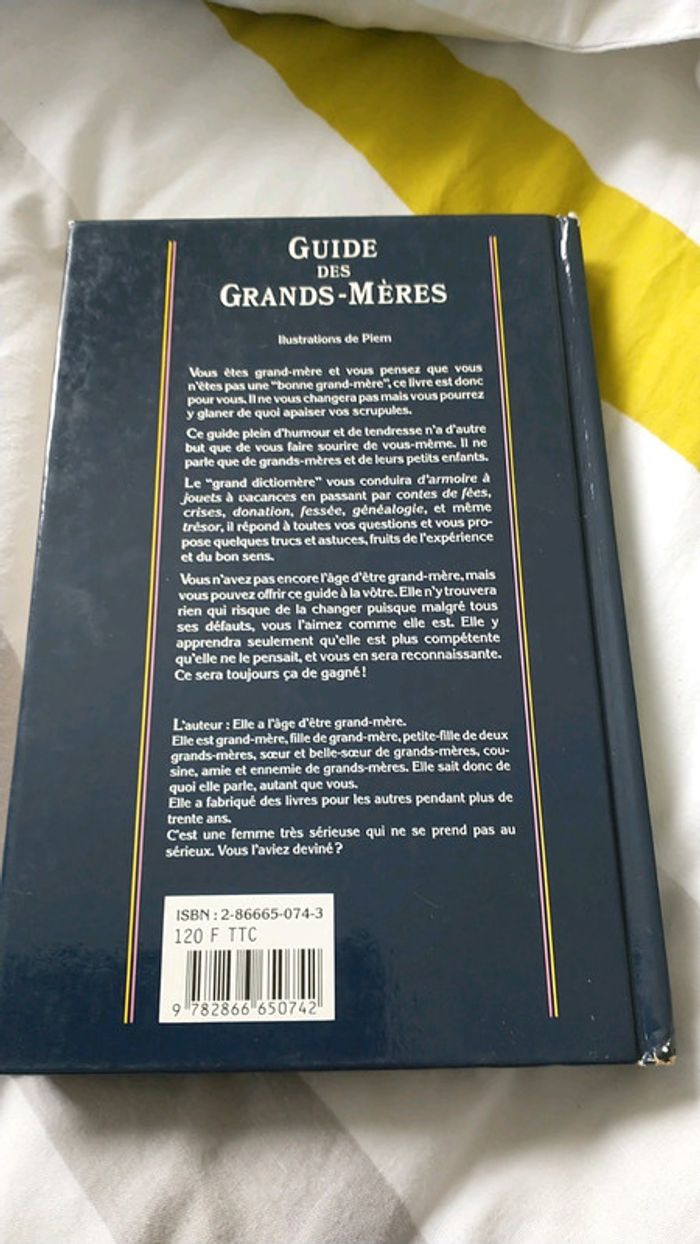 GUIDE
DES
GRANDS-MÈRES
Ilustrations de Piem
Vous êtes grand-mère et vous pensez que vous
n'êtes pas une "bonne grand-mère", ce livre est donc
pour vous. Il ne vous changera pas mais vous pourrez
y glaner de quoi apaiser vos scrupules.
Ce guide plein d'humour et de tendresse n'a d'autre
but que de vous faire sourire de vous-même. Il ne
parle que de grands-mères et de leurs petits enfants.
Le "grand dictiomère" vous conduira d'armoire à
jouets à vacances en passant par contes de fées,
crises, donation, fessée, généalogie, et même
trésor, il répond à toutes vos questions et vous pro-
pose quelques trucs et astuces, fruits de l'expérience
et du bon sens.
Vous n'avez pas encore l'âge d'être grand-mère, mais
vous pouvez offrir ce guide à la vôtre. Elle n'y trouvera
rien qui risque de la changer puisque malgré tous
ses défauts, vous l'aimez comme elle est. Elle y
apprendra seulement qu'elle est plus compétente
qu'elle ne le pensait, et vous en sera reconnaissante.
Ce sera toujours ça de gagné !
L'auteur : Elle a l'âge d'être grand-mère.
Elle est grand-mère, fille de grand-mère, petite-fille de deux
grands-mères, sœur et belle-sœur de grands-mères, cou-
sine, amie et ennemie de grands-mères. Elle sait donc de
quoi elle parle, autant que vous.
Elle a fabriqué des livres pour les autres pendant plus de
trente ans.
C'est une femme très sérieuse qui ne se prend pas au
sérieux. Vous l'aviez deviné ?
ISBN : 2-86665-074-3
120 F TTC
9 782866 650742